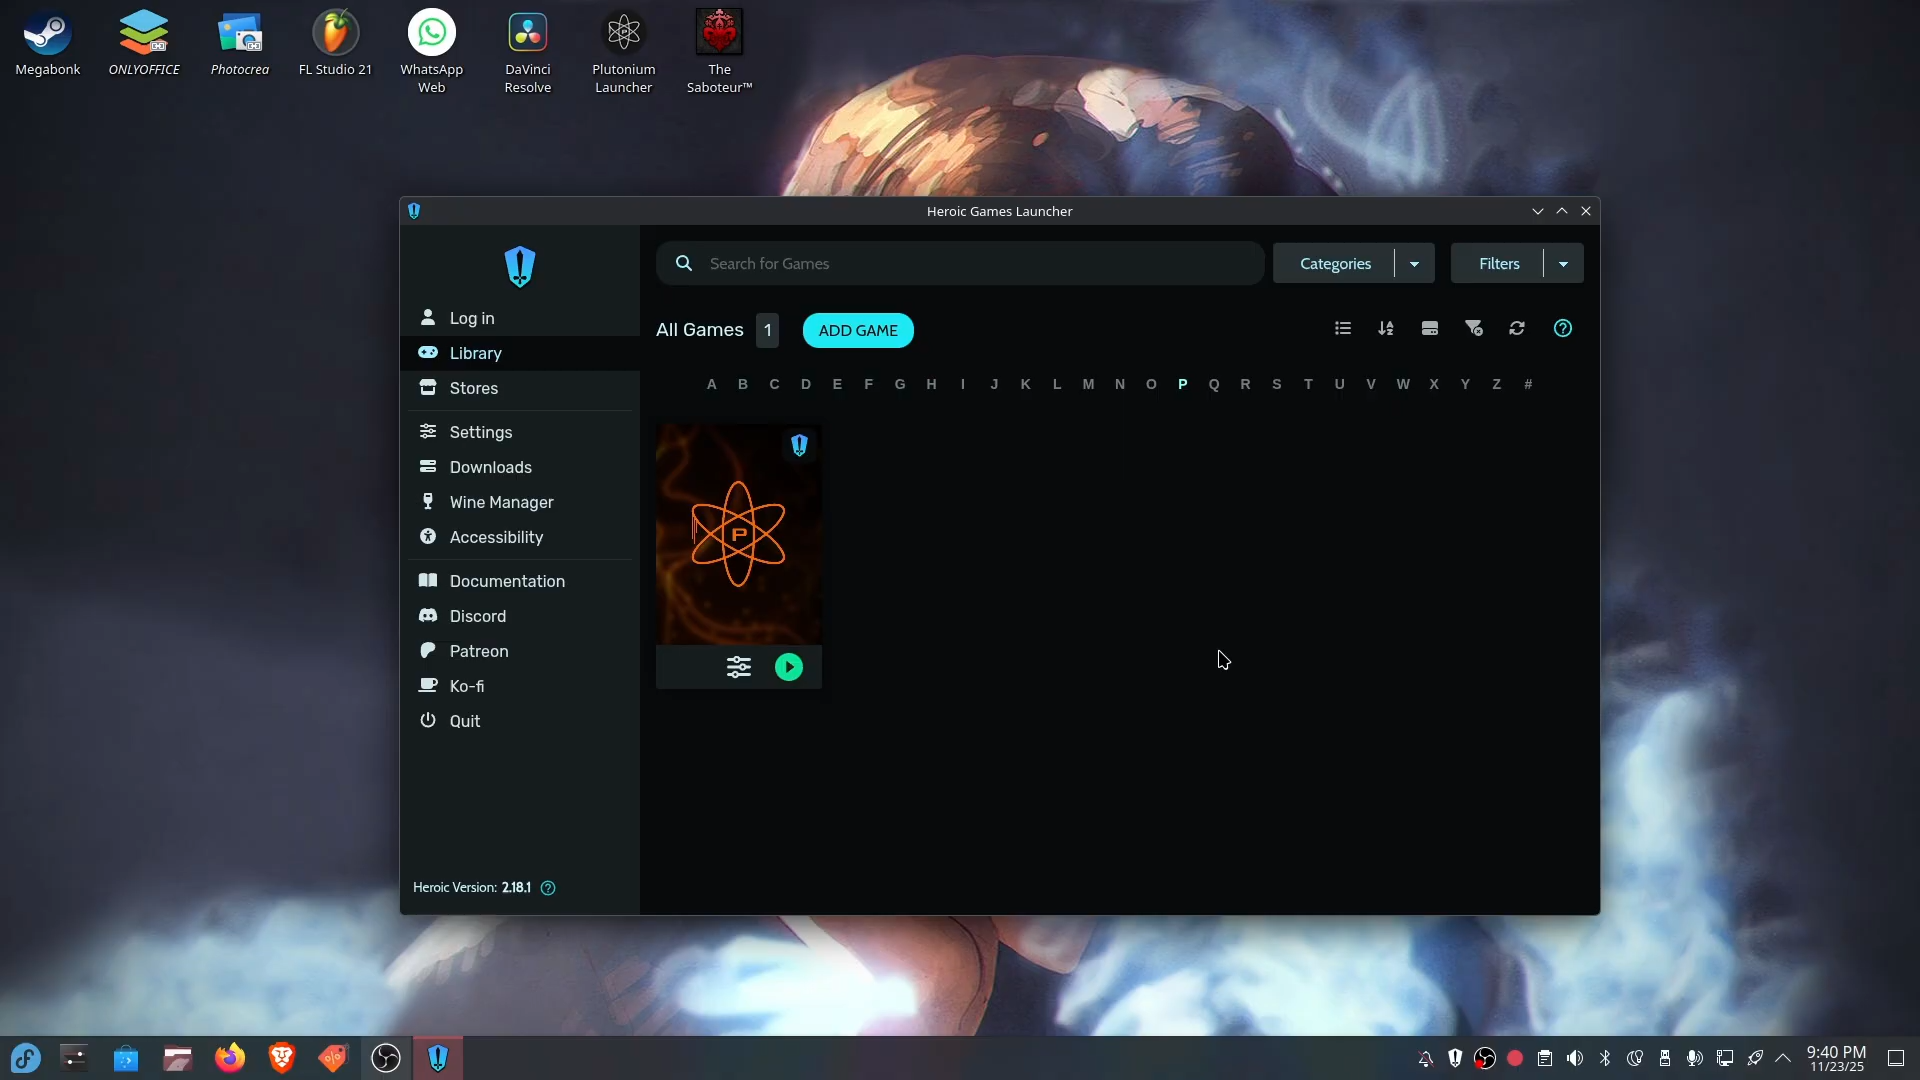 Megabonk
ONLYOFFICE
Photocrea
FL Studio 21
WhatsApp
Web
DaVinci
Resolve
Plutonium
Launcher
The
Saboteur™
Heroic Games Launcher
Log in
Library
Stores
Settings
Downloads
Wine Manager
Accessibility
Documentation
Discord
Patreon
Ko-fi
Quit
Heroic Version: 2.18.1
Search for Games
Categories
Filters
All Games 1 ADD GAME
A B C D E F G H I J K L M N O P Q R S T U V W X Y Z #
P
9:40 PM
11/23/25